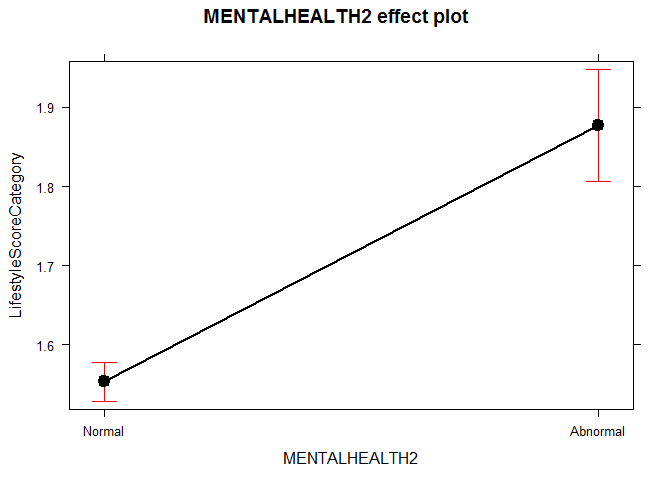 MENTALHEALTH2 effect plot
LifestyleScoreCategory
1.9
1.8
1.7
1.6
Normal
Abnormal
MENTALHEALTH2